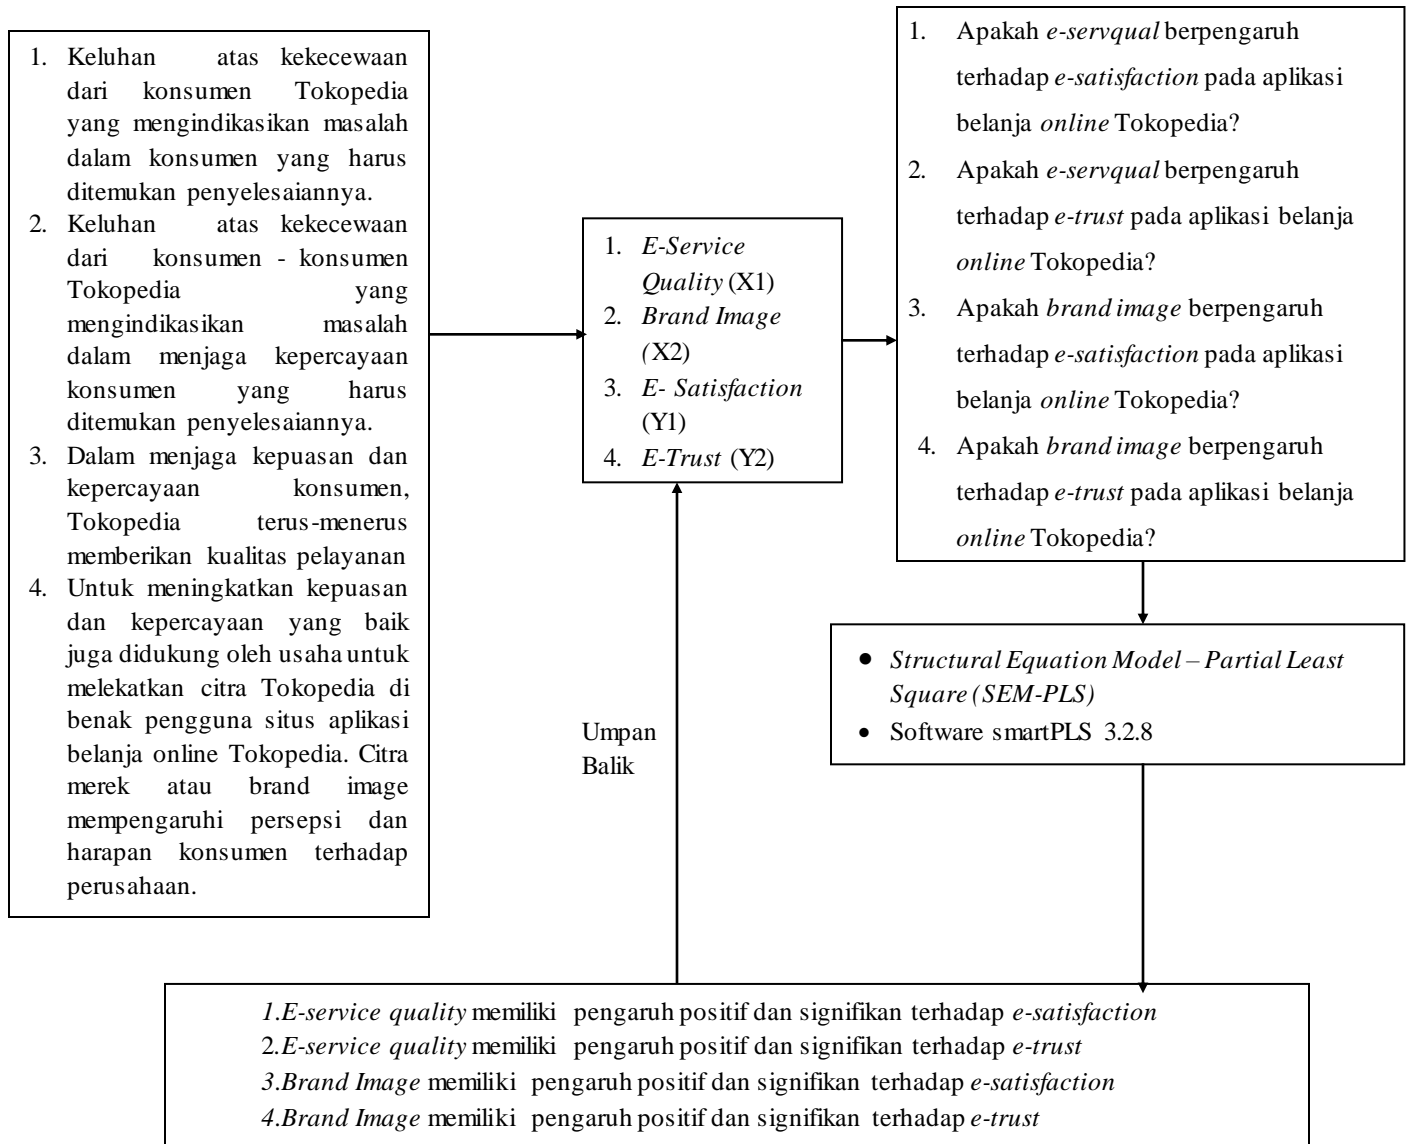 1. Keluhan atas kekecewaan
dari konsumen Tokopedia
yang mengindikasikan masalah
dalam konsumen yang harus
ditemukan penyelesaiannya.
2. Keluhan atas kekecewaan
dari konsumen - konsumen
Tokopedia yang
mengindikasikan masalah
dalam menjaga kepercayaan
konsumen yang harus
ditemukan penyelesaiannya.
3. Dalam menjaga kepuasan dan
kepercayaan konsumen,
Tokopedia terus-menerus
memberikan kualitas pelayanan
4. Untuk meningkatkan kepuasan
dan kepercayaan yang baik
juga didukung oleh usaha untuk
melekatkan citra Tokopedia di
benak pengguna situs aplikasi
belanja online Tokopedia. Citra
merek atau brand image
mempengaruhi persepsi dan
harapan konsumen terhadap
perusahaan.
1. E-Service
Quality (X1)
2. Brand Image
(X2)
3. E- Satisfaction
(Y1)
4. E-Trust (Y2)
1. Apakah e-servqual berpengaruh
terhadap e-satisfaction pada aplikasi
belanja online Tokopedia?
2. Apakah e-servqual berpengaruh
terhadap e-trust pada aplikasi belanja
online Tokopedia?
3. Apakah brand image berpengaruh
terhadap e-satisfaction pada aplikasi
belanja online Tokopedia?
4. Apakah brand image berpengaruh
terhadap e-trust pada aplikasi belanja
online Tokopedia?
• Structural Equation Model – Partial Least
Square (SEM-PLS)
• Software smartPLS 3.2.8
Umpan
Balik
1.E-service quality memiliki pengaruh positif dan signifikan terhadap e-satisfaction
2.E-service quality memiliki pengaruh positif dan signifikan terhadap e-trust
3.Brand Image memiliki pengaruh positif dan signifikan terhadap e-satisfaction
4.Brand Image memiliki pengaruh positif dan signifikan terhadap e-trust